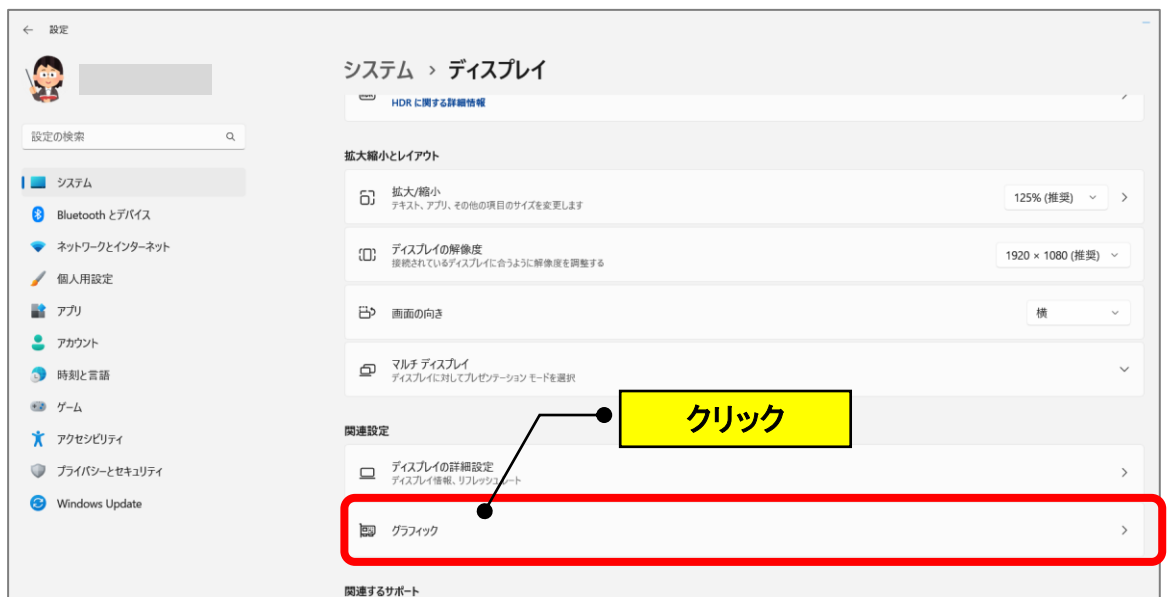 設定
システム › ディスプレイ
HDR に関する詳細情報
設定の検索
システム
Bluetooth とデバイス
ネットワークとインターネット
個人用設定
アプリ
アカウント
時刻と言語
ゲーム
アクセシビリティ
プライバシーとセキュリティ
Windows Update
拡大縮小とレイアウト
拡大/縮小
テキスト、アプリ、その他の項目のサイズを変更します
125% (推奨)
ディスプレイの解像度
接続されているディスプレイに合うように解像度を調整する
1920 × 1080 (推奨)
画面の向き
横
マルチ ディスプレイ
ディスプレイに対してプレゼンテーション モードを選択
クリック
関連設定
ディスプレイの詳細設定
ディスプレイ情報、リフレッシュ レート
グラフィック
関連するサポート